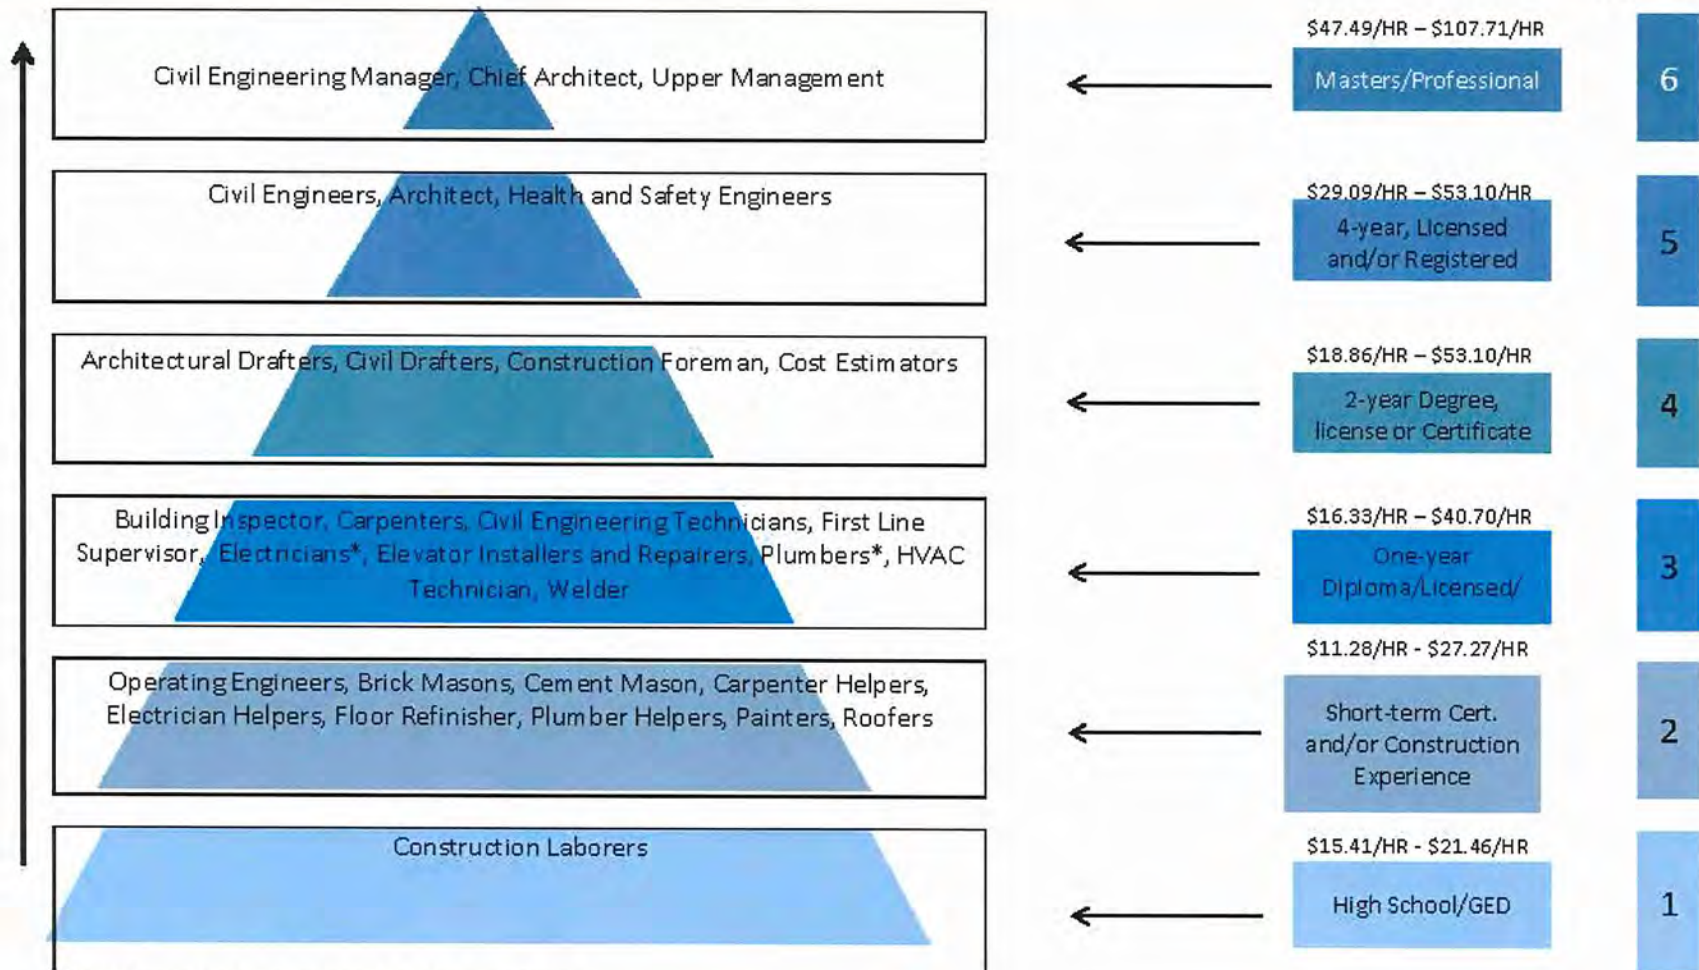 $47.49/HR – $107.71/HR
Civil Engineering Manager, Chief Architect, Upper Management
Masters/Professional
6
Civil Engineers, Architect, Health and Safety Engineers
$29.09/HR – $53.10/HR
4-year, Licensed
and/or Registered
5
Architectural Drafters, Civil Drafters, Construction Foreman, Cost Estimators
$18.86/HR – $53.10/HR
2-year Degree,
license or Certificate
4
Building Inspector, Carpenters, Civil Engineering Technicians, First Line
Supervisor, Electricians*, Elevator Installers and Repairers, Plumbers*, HVAC
Technician, Welder
$16.33/HR – $40.70/HR
One-year
Diploma/Licensed/
3
Operating Engineers, Brick Masons, Cement Mason, Carpenter Helpers,
Electrician Helpers, Floor Refinisher, Plumber Helpers, Painters, Roofers
$11.28/HR - $27.27/HR
Short-term Cert.
and/or Construction
Experience
2
Construction Laborers
$15.41/HR - $21.46/HR
High School/GED
1